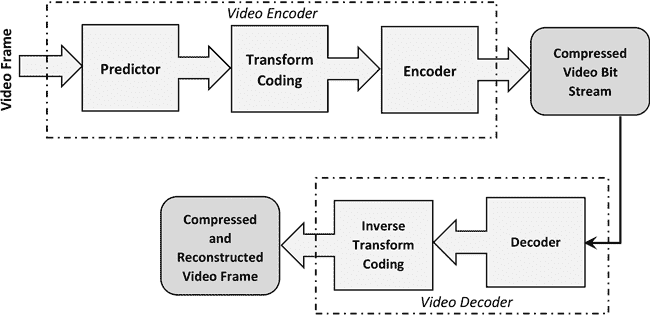 Video Encoder
Video Frame
Predictor
Transform
Coding
Encoder
Compressed
Video Bit
Stream
Compressed
and
Reconstructed
Video Frame
Inverse
Transform
Coding
Decoder
Video Decoder